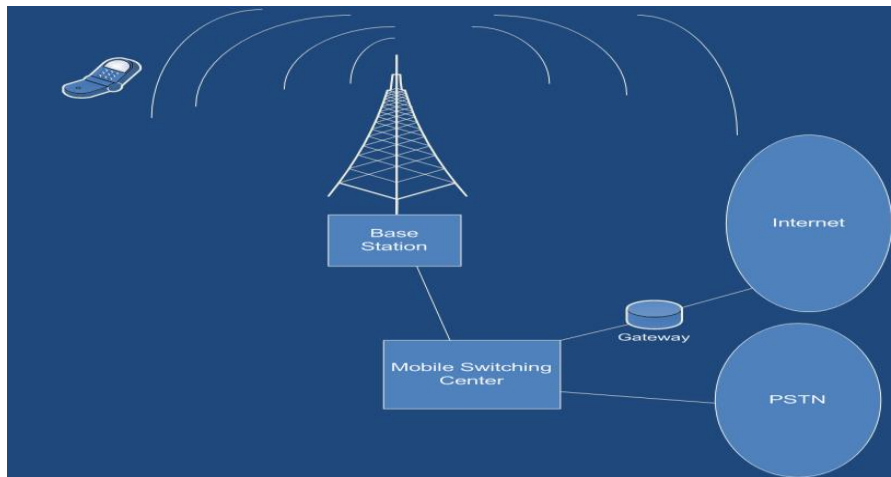 Base
Station
Internet
Gateway
Mobile Switching
Center
PSTN